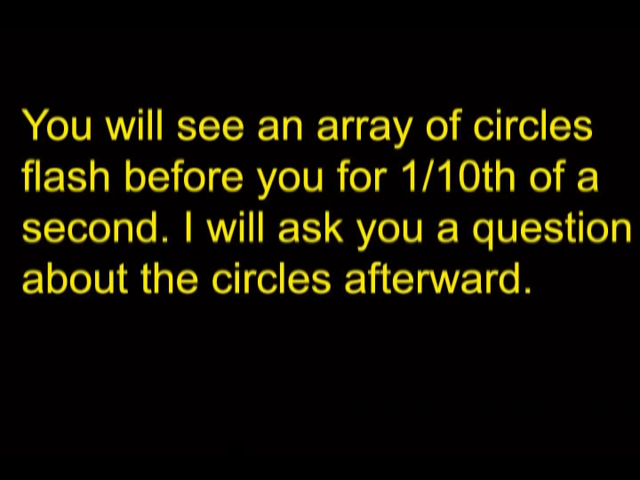 You will see an array of circles
flash before you for 1/10th of a
second. I will ask you a question
about the circles afterward.